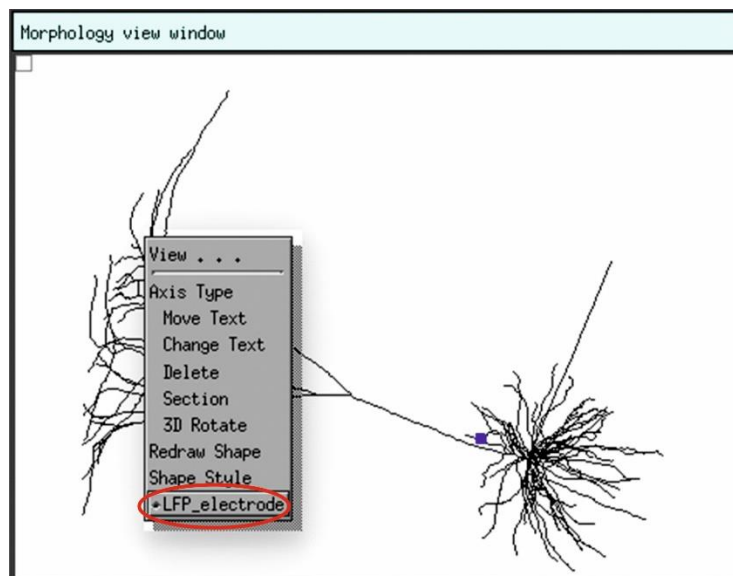 Morphology view window
View . . .
Axis Type
Move Text
Change Text
Delete
Section
3D Rotate
Redraw Shape
Shape Style
LFP_electrode